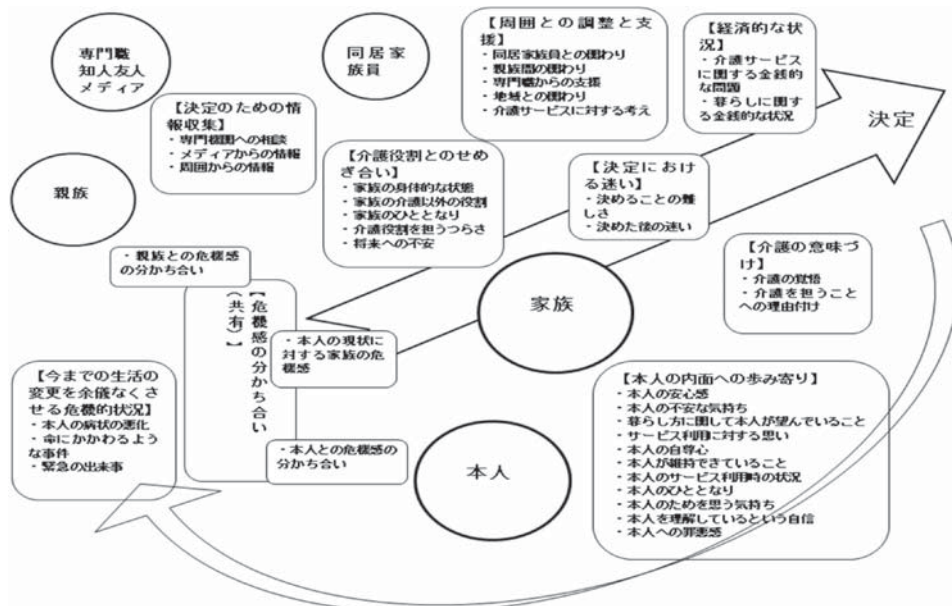 専門職
知人友人
メディア
同居家
族員
【周囲との調整と支
援】
・同居家族員との関わり
・親族間の関わり
・専門職からの支援
・地域との関わり
・介護サービスに対する考え
【経済的な状
況】
・介護サービス
に関する金銭的
な問題
・暮らしに関す
る金銭的な状況
決定
【決定のための情
報収集】
・専門機関への相談
・メディアからの情報
・周囲からの情報
親族
【介護役割とのせめ
ぎ合い】
・家族の身体的な状態
・家族の介護以外の役割
・家族のひととなり
・介護役割を担うつらさ
・将来への不安
【決定におけ
る迷い】
・決めることの難
しさ
・決めた後の迷い
・親族との危機感
の分かち合い
【介護の意味づ
け】
・介護の覚悟
・介護を担うこと
への理由付け
家族
【危機感の分かち合い
(共有)】
・本人の現状に
対する家族の危
機感
【今までの生活の
変更を余儀なくさ
せる危機的状況】
・本人の病状の悪化
・命にかかわるよう
な事件
・緊急の出来事
・本人との危機感の
分かち合い
本人
【本人の内面への歩み寄り】
・本人の安心感
・本人の不安な気持ち
・暮らし方に関して本人が望んでいること
・サービス利用に対する思い
・本人の自尊心
・本人が維持できていること
・本人のサービス利用時の状況
・本人のひととなり
・本人のためを思う気持ち
・本人を理解しているという自信
・本人への罪悪感